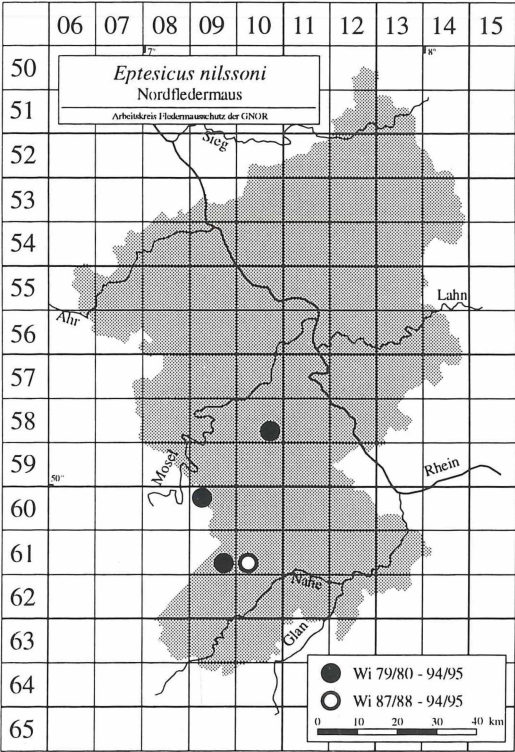 06 07 08 09 10 11 12 13 14 15
7°
8°
50
Eptesicus nilssoni
Nordfledermaus
Arbeitskreis Fledermausschutz der GNOR
51
Sieg
52
53
54
55
Lahn
Ahr
56
57
58
Mosel
59
Rhein
50°
60
61
Nahe
62
Glan
63
Wi 79/80 - 94/95
64
Wi 87/88 - 94/95
0 10 20 30 40 km
65